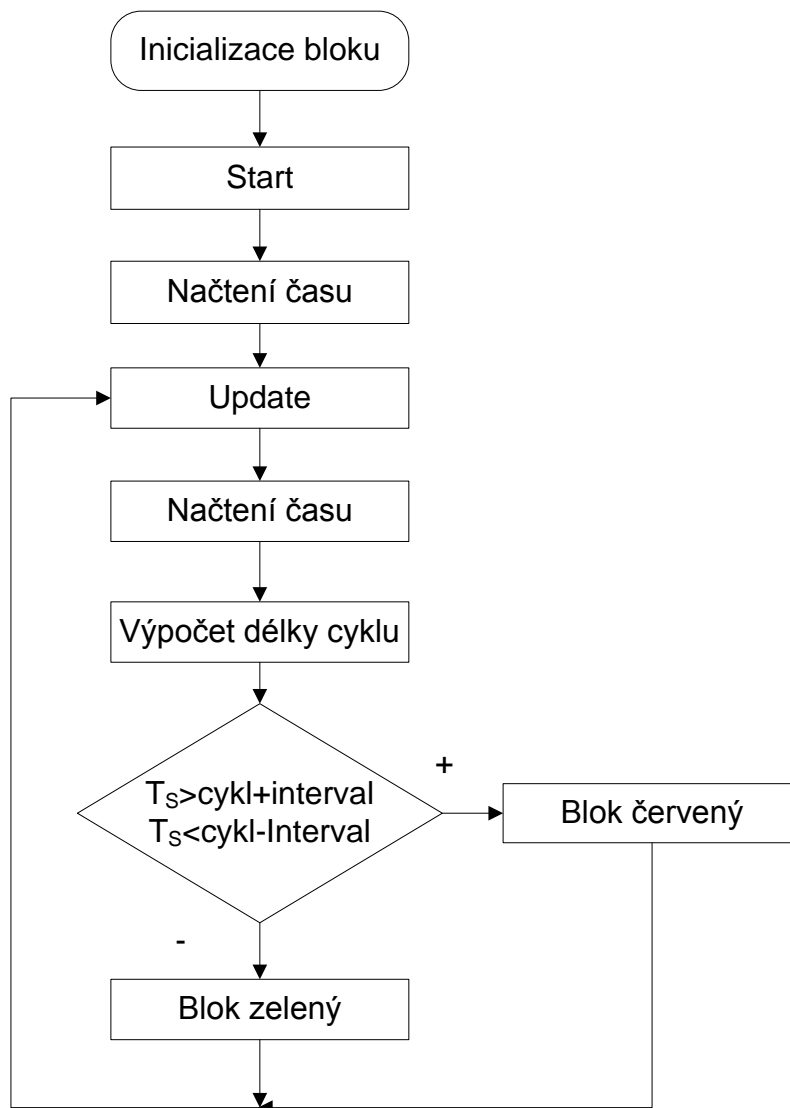 Inicializace bloku
Start
Načtení času
Update
Načtení času
Výpočet délky cyklu
TS>cykl+interval
TS<cykl-Interval
+
Blok červený
-
Blok zelený